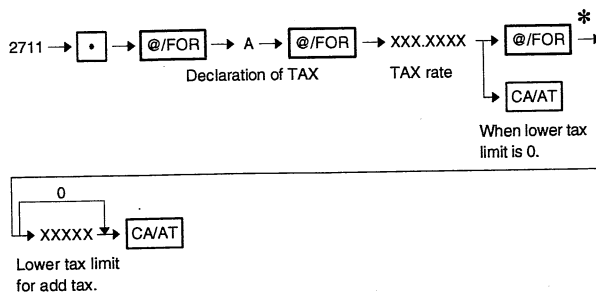 2711 → • → @/FOR → A → @/FOR → XXX.XXXX → @/FOR * →
Declaration of TAX TAX rate
CA/AT
When lower tax
limit is 0.
0
XXXXX → CA/AT
Lower tax limit
for add tax.